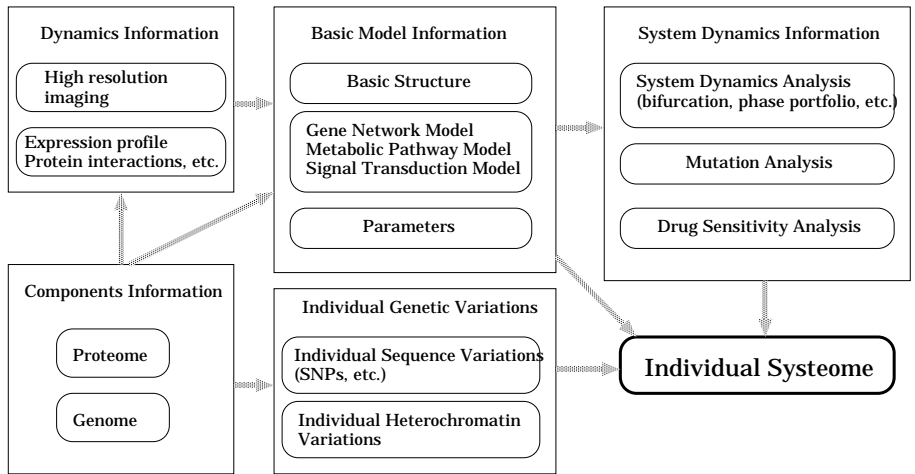 Dynamics Information
High resolution
imaging
Expression profile
Protein interactions, etc.
Basic Model Information
Basic Structure
Gene Network Model
Metabolic Pathway Model
Signal Transduction Model
Parameters
System Dynamics Information
System Dynamics Analysis
(bifurcation, phase portfolio, etc.)
Mutation Analysis
Drug Sensitivity Analysis
Components Information
Proteome
Genome
Individual Genetic Variations
Individual Sequence Variations
(SNPs, etc.)
Individual Heterochromatin
Variations
Individual Systeome